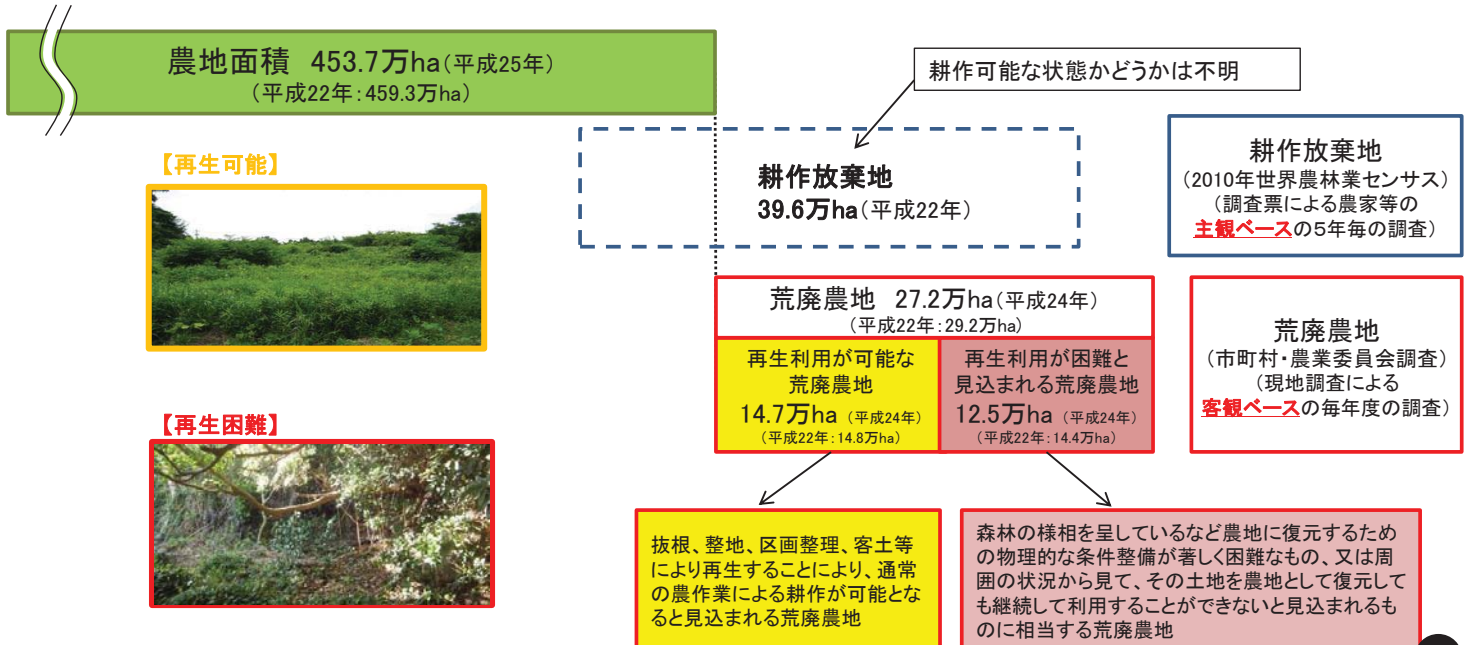 農地面積　453.7万ha(平成25年)
(平成22年：459.3万ha)
耕作可能な状態かどうかは不明
【再生可能】
耕作放棄地
39.6万ha(平成22年)
耕作放棄地
(2010年世界農林業センサス)
(調査票による農家等の
主観ベースの5年毎の調査)
荒廃農地　27.2万ha(平成24年)
(平成22年：29.2万ha)
再生利用が可能な
荒廃農地
14.7万ha (平成24年)
(平成22年：14.8万ha)
再生利用が困難と
見込まれる荒廃農地
12.5万ha (平成24年)
(平成22年：14.4万ha)
荒廃農地
(市町村・農業委員会調査)
(現地調査による
客観ベースの毎年度の調査)
【再生困難】
抜根、整地、区画整理、客土等
により再生することにより、通常
の農作業による耕作が可能とな
ると見込まれる荒廃農地
森林の様相を呈しているなど農地に復元するため
の物理的な条件整備が著しく困難なもの、又は周
囲の状況から見て、その土地を農地として復元して
も継続して利用することができないと見込まれるも
のに相当する荒廃農地